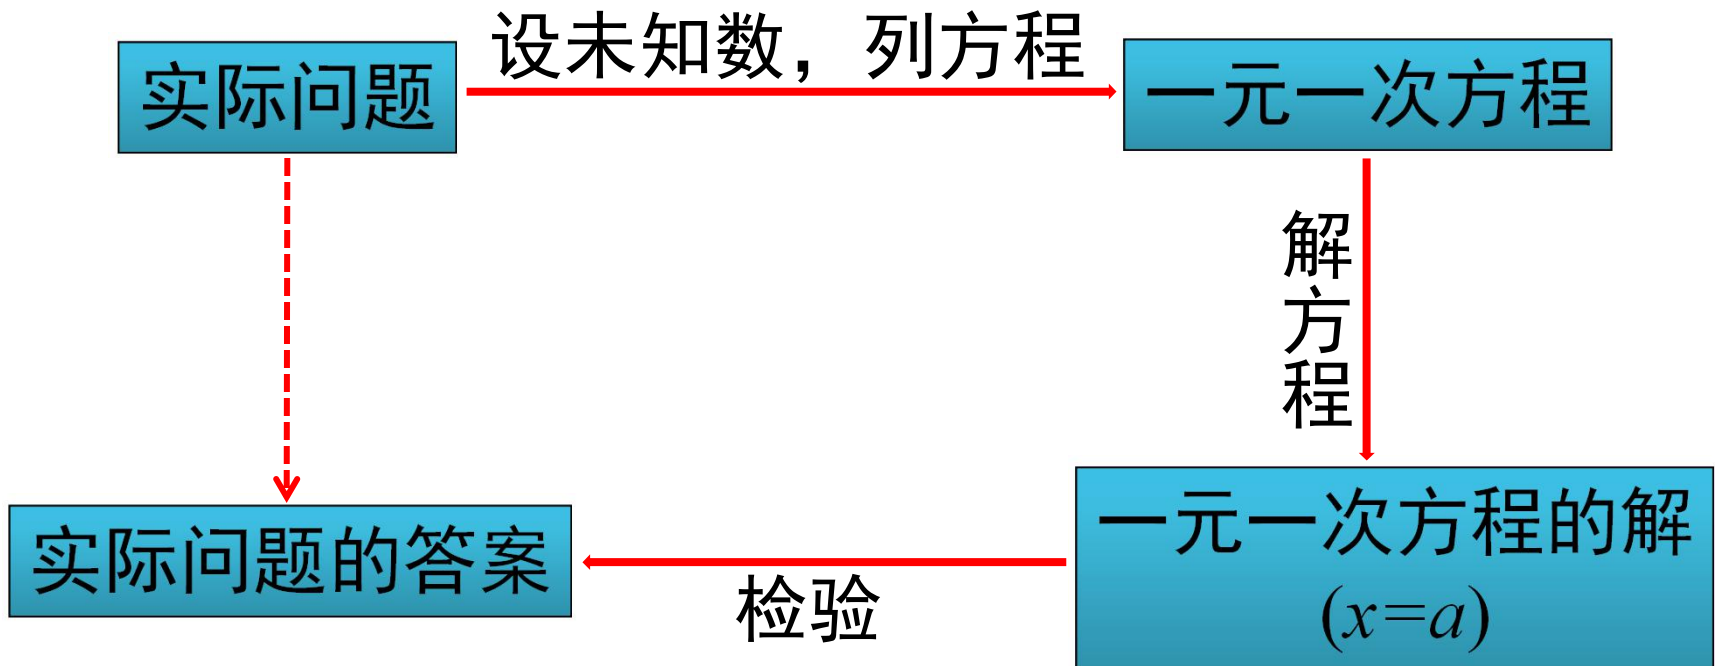 设未知数，列方程
实际问题
一元一次方程
解方程
实际问题的答案
一元一次方程的解
(x=a)
检验